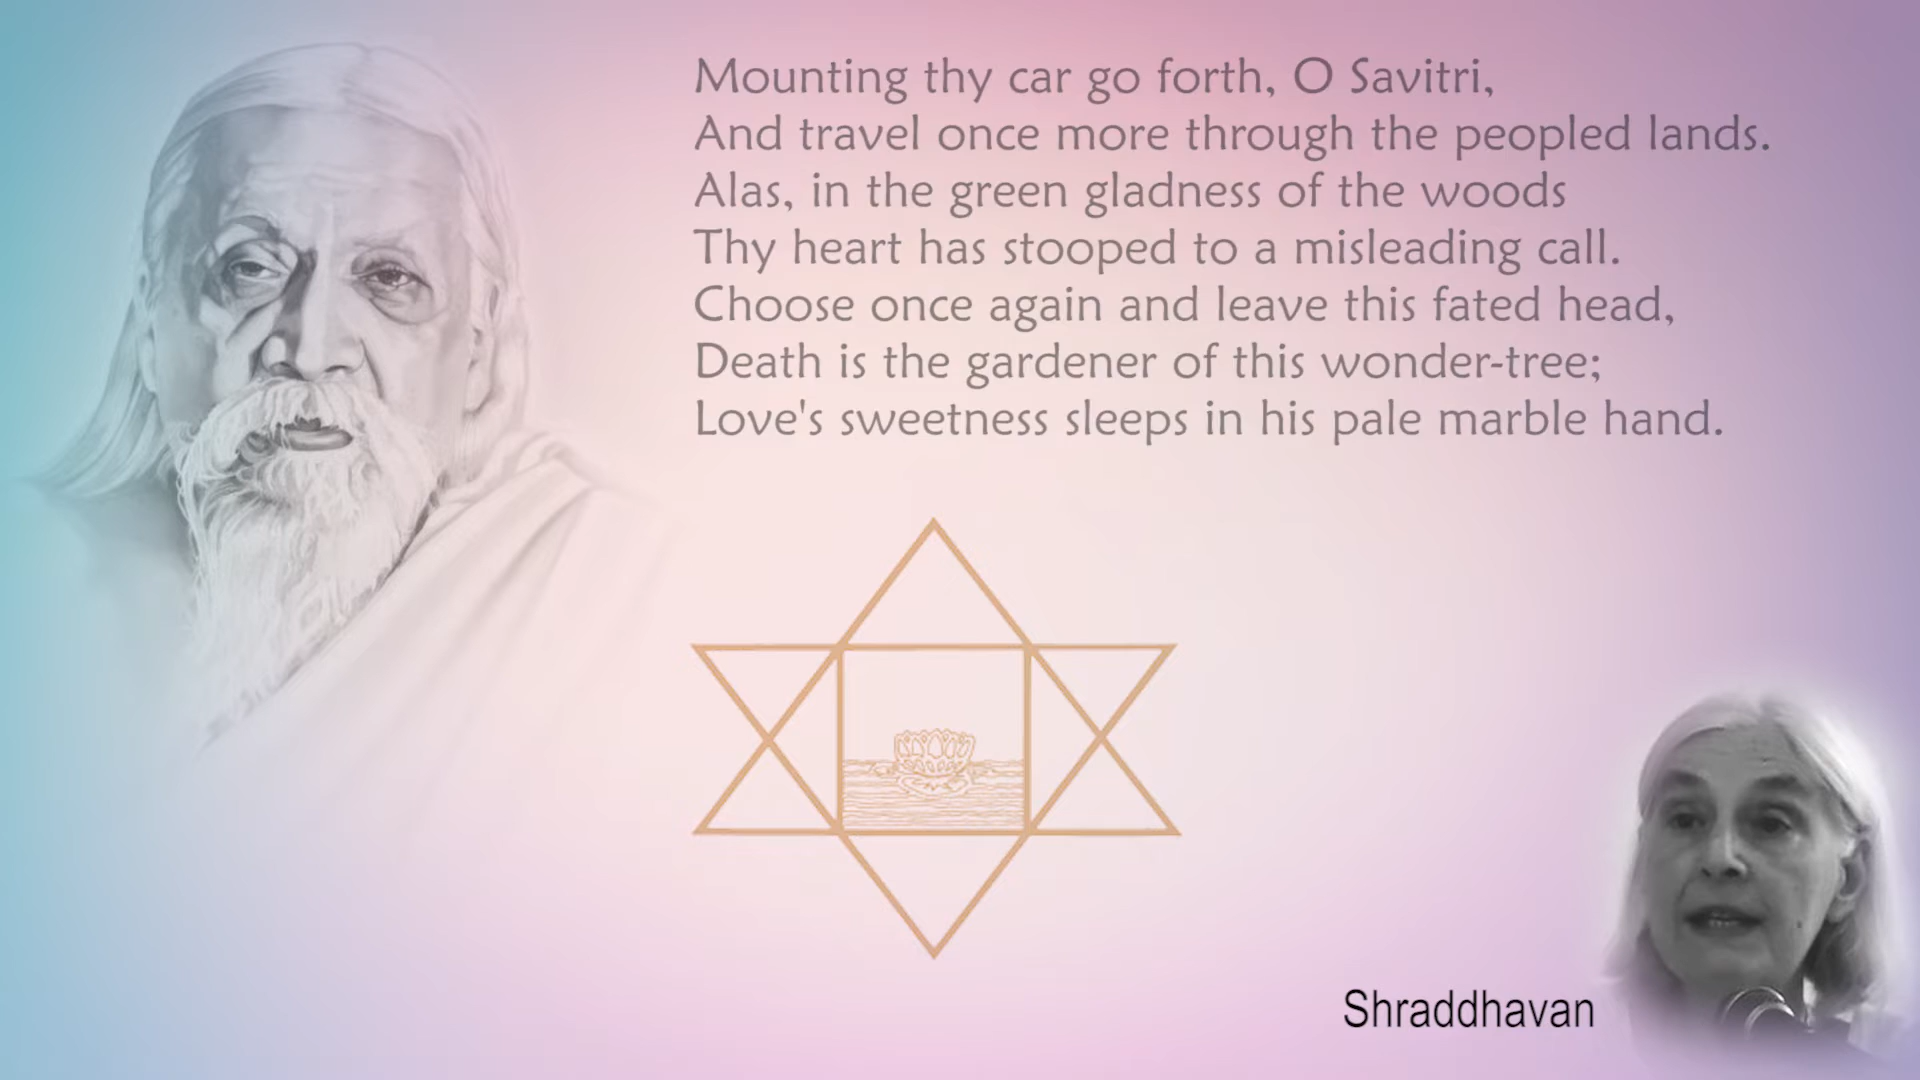 Mounting thy car go forth, O Savitri,
And travel once more through the peopled lands.
Alas, in the green gladness of the woods
Thy heart has stooped to a misleading call.
Choose once again and leave this fated head,
Death is the gardener of this wonder-tree;
Love's sweetness sleeps in his pale marble hand.
Shraddhavan